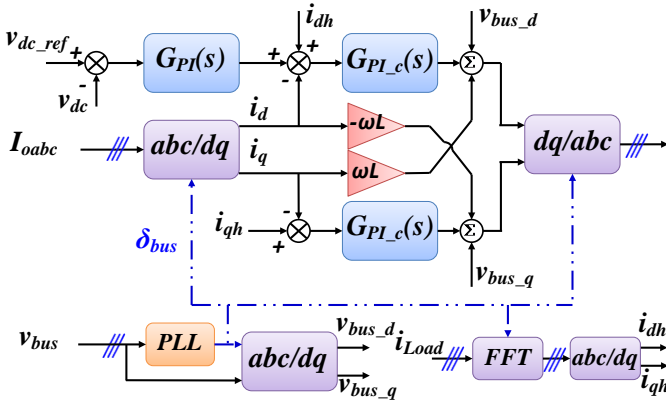 i_dh
v_bus_d
v_dc_ref
+
-
v_dc
G_PI(s)
+
+
-
G_PI_c(s)
Σ
I_oabc
abc/dq
i_d
i_q
-ωL
ωL
dq/abc
δ_bus
i_qh
-
+
G_PI_c(s)
Σ
v_bus_q
v_bus
PLL
abc/dq
v_bus_d
v_bus_q
i_Load
FFT
abc/dq
i_dh
i_qh